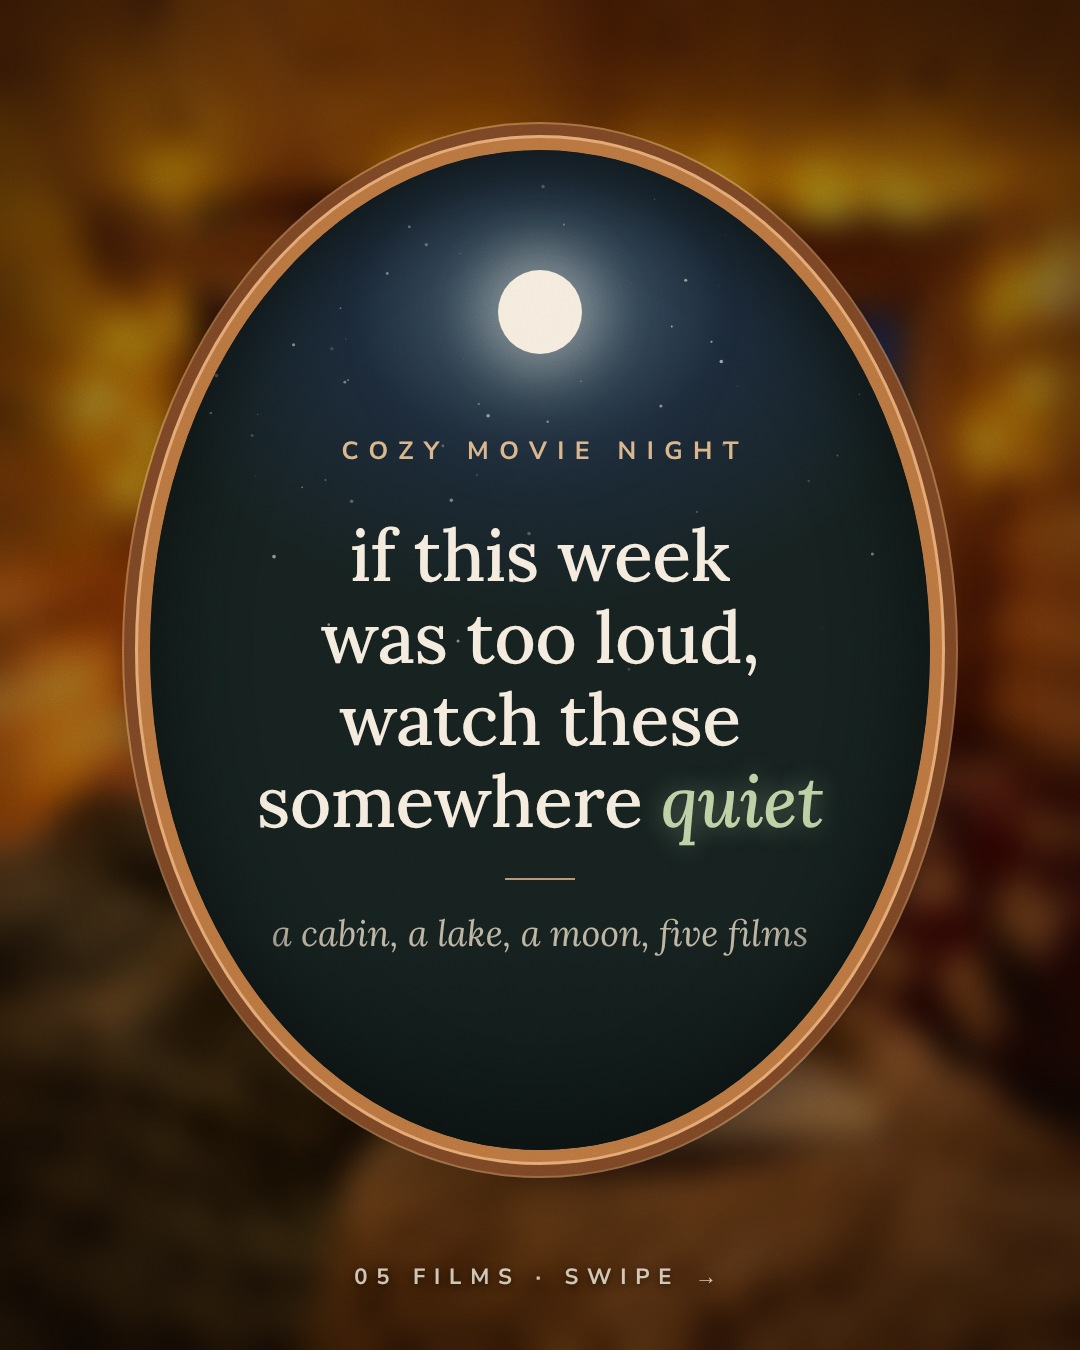 COZY MOVIE NIGHT
if this week
was too loud,
watch these
somewhere quiet
a cabin, a lake, a moon, five films
05 FILMS · SWIPE →